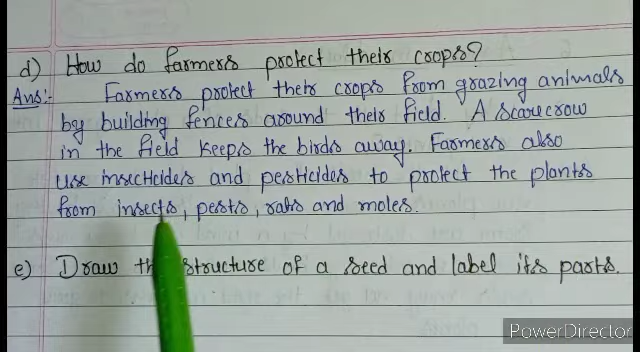 d) How do farmers protect their crops?
Ans:- Farmers protect their crops from grazing animals
by building fences around their field. A scarecrow
in the field keeps the birds away. Farmers also
use insecticides and pesticides to protect the plants
from insects, pests, rats and moles.
e) Draw the structure of a seed and label its parts.
PowerDirector